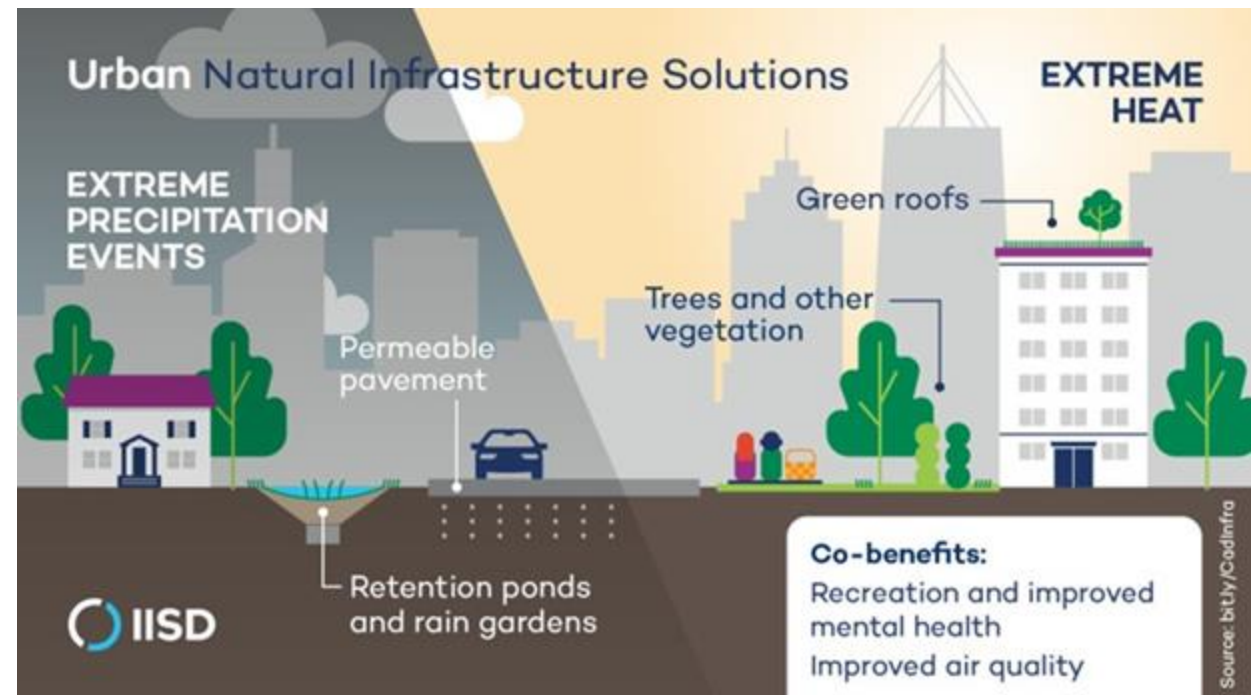 Urban Natural Infrastructure Solutions
EXTREME
PRECIPITATION
EVENTS
EXTREME
HEAT
Green roofs
Trees and other
vegetation
Permeable
pavement
Retention ponds
and rain gardens
IISD
Co-benefits:
Recreation and improved
mental health
Improved air quality
Source: bit.ly/CadInfra